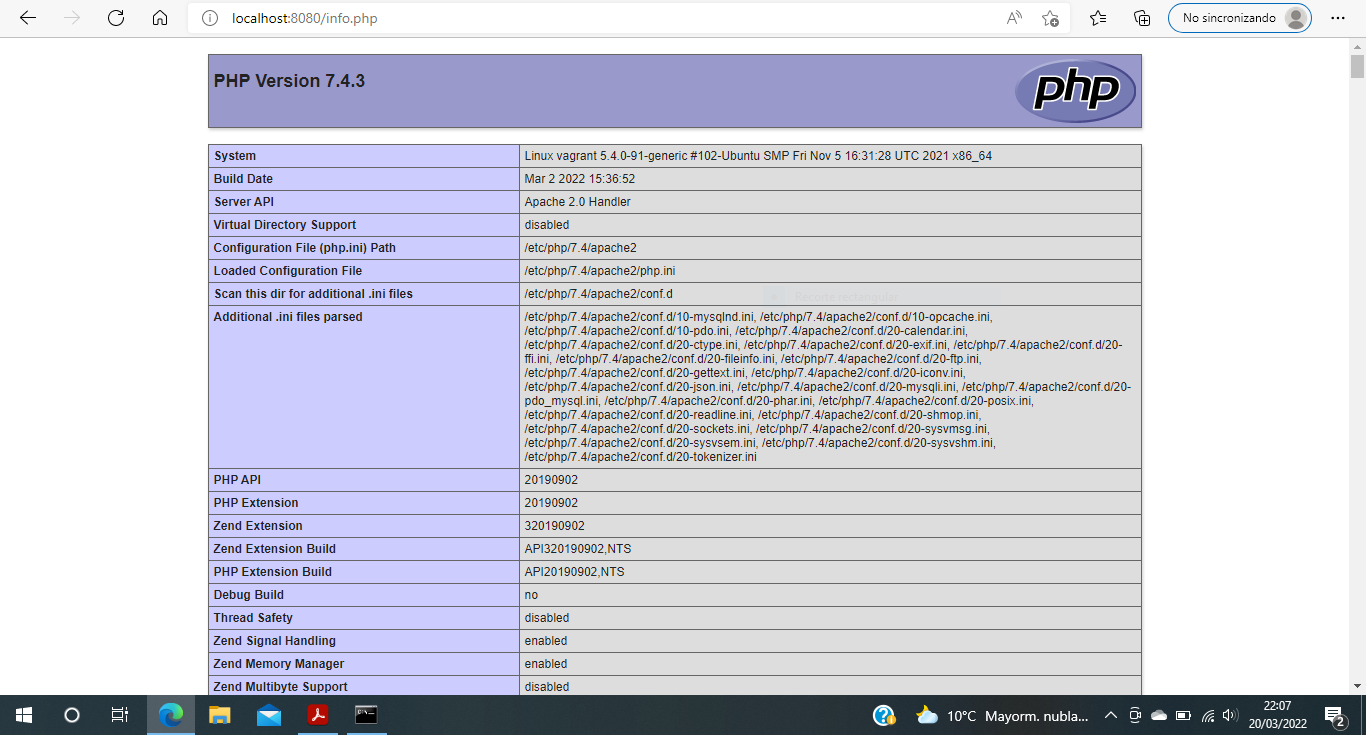 localhost:8080/info.php
No sincronizando
PHP Version 7.4.3
php
System Linux vagrant 5.4.0-91-generic #102-Ubuntu SMP Fri Nov 5 16:31:28 UTC 2021 x86_64
Build Date Mar 2 2022 15:36:52
Server API Apache 2.0 Handler
Virtual Directory Support disabled
Configuration File (php.ini) Path /etc/php/7.4/apache2
Loaded Configuration File /etc/php/7.4/apache2/php.ini
Scan this dir for additional .ini files /etc/php/7.4/apache2/conf.d
Recorte rectangular
Additional .ini files parsed /etc/php/7.4/apache2/conf.d/10-mysqlnd.ini, /etc/php/7.4/apache2/conf.d/10-opcache.ini,
/etc/php/7.4/apache2/conf.d/10-pdo.ini, /etc/php/7.4/apache2/conf.d/20-calendar.ini,
/etc/php/7.4/apache2/conf.d/20-ctype.ini, /etc/php/7.4/apache2/conf.d/20-exif.ini, /etc/php/7.4/apache2/conf.d/20-
ffi.ini, /etc/php/7.4/apache2/conf.d/20-fileinfo.ini, /etc/php/7.4/apache2/conf.d/20-ftp.ini,
/etc/php/7.4/apache2/conf.d/20-gettext.ini, /etc/php/7.4/apache2/conf.d/20-iconv.ini,
/etc/php/7.4/apache2/conf.d/20-json.ini, /etc/php/7.4/apache2/conf.d/20-mysqli.ini, /etc/php/7.4/apache2/conf.d/20-
pdo_mysql.ini, /etc/php/7.4/apache2/conf.d/20-phar.ini, /etc/php/7.4/apache2/conf.d/20-posix.ini,
/etc/php/7.4/apache2/conf.d/20-readline.ini, /etc/php/7.4/apache2/conf.d/20-shmop.ini,
/etc/php/7.4/apache2/conf.d/20-sockets.ini, /etc/php/7.4/apache2/conf.d/20-sysvmsg.ini,
/etc/php/7.4/apache2/conf.d/20-sysvsem.ini, /etc/php/7.4/apache2/conf.d/20-sysvshm.ini,
/etc/php/7.4/apache2/conf.d/20-tokenizer.ini
PHP API 20190902
PHP Extension 20190902
Zend Extension 320190902
Zend Extension Build API320190902,NTS
PHP Extension Build API20190902,NTS
Debug Build no
Thread Safety disabled
Zend Signal Handling enabled
Zend Memory Manager enabled
Zend Multibyte Support disabled
10°C Mayorm. nubla...
22:07
20/03/2022
2